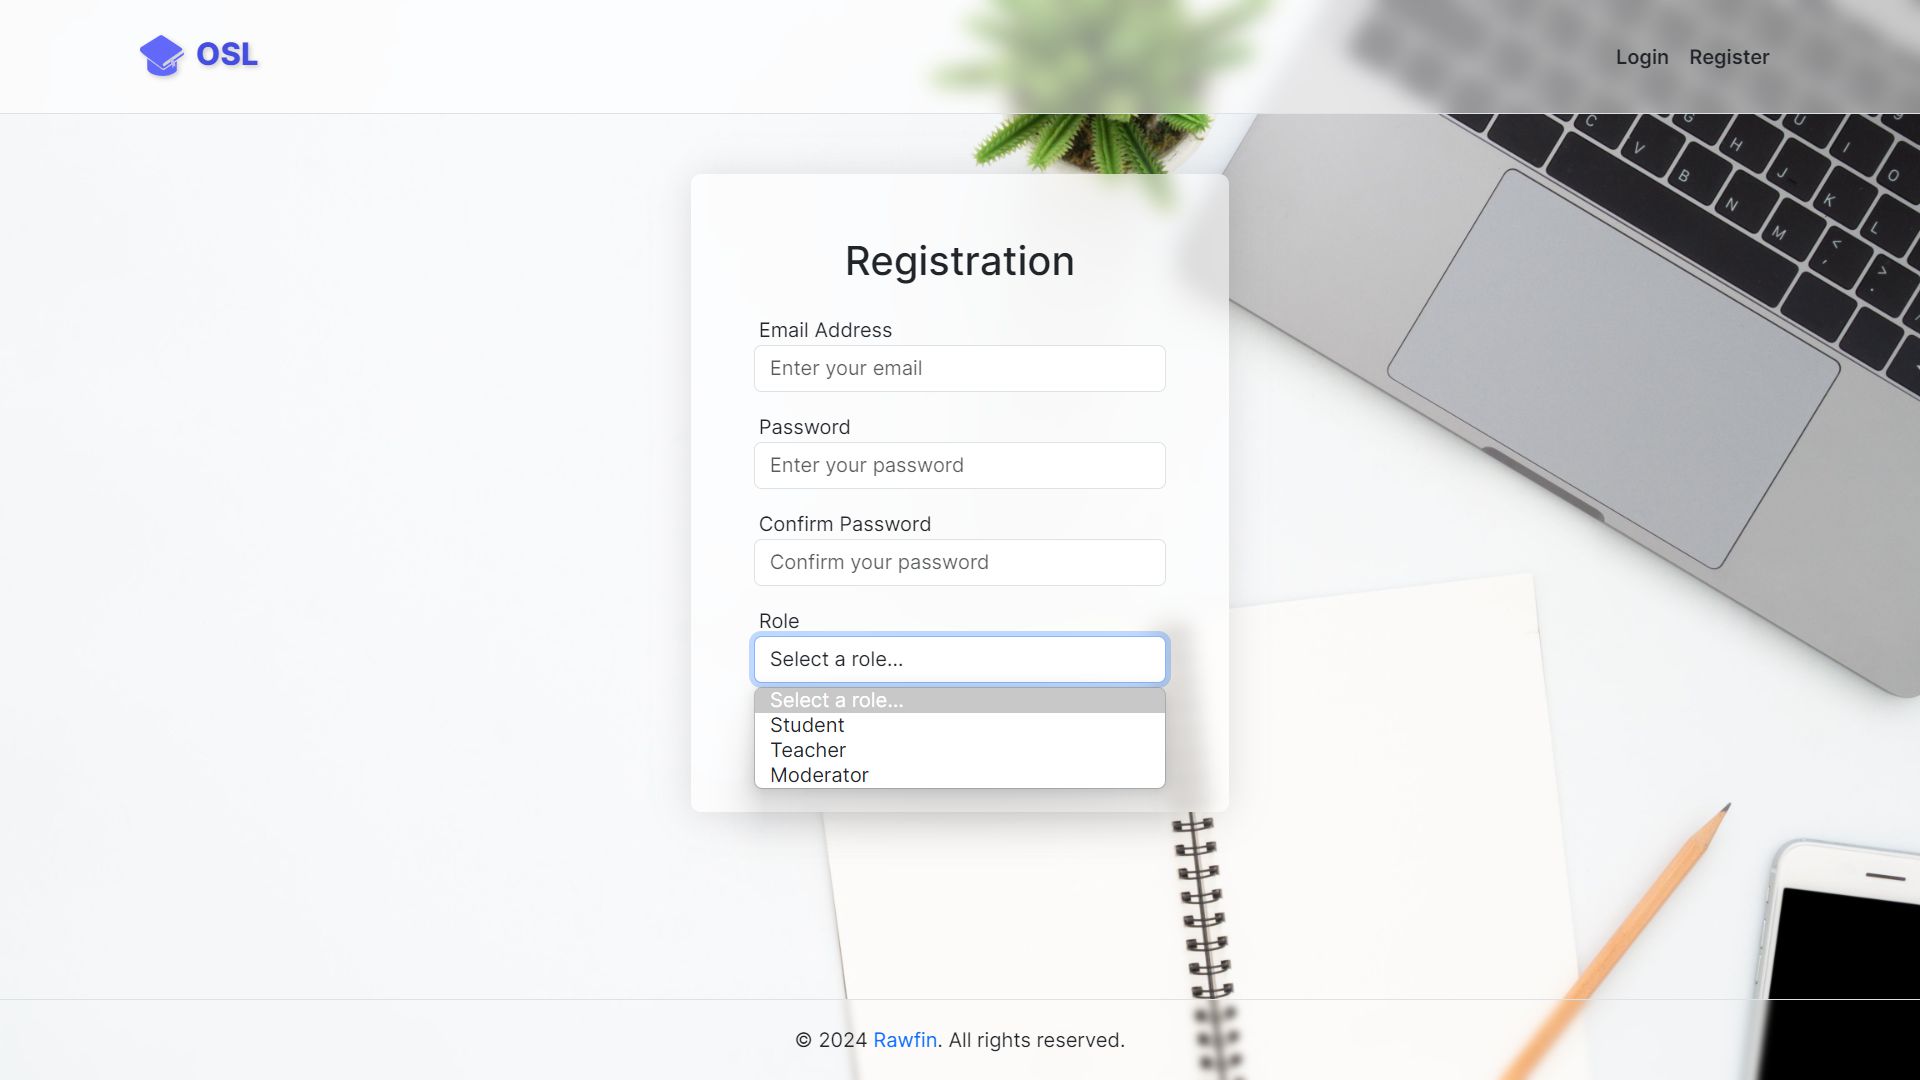 OSL
Login Register
Registration
Email Address
Enter your email
Password
Enter your password
Confirm Password
Confirm your password
Role
Select a role...
Select a role...
Student
Teacher
Moderator
© 2024 Rawfin. All rights reserved.
C
V
B
G
H
N
J
M
U
I
K
<
,
O
L
>
.